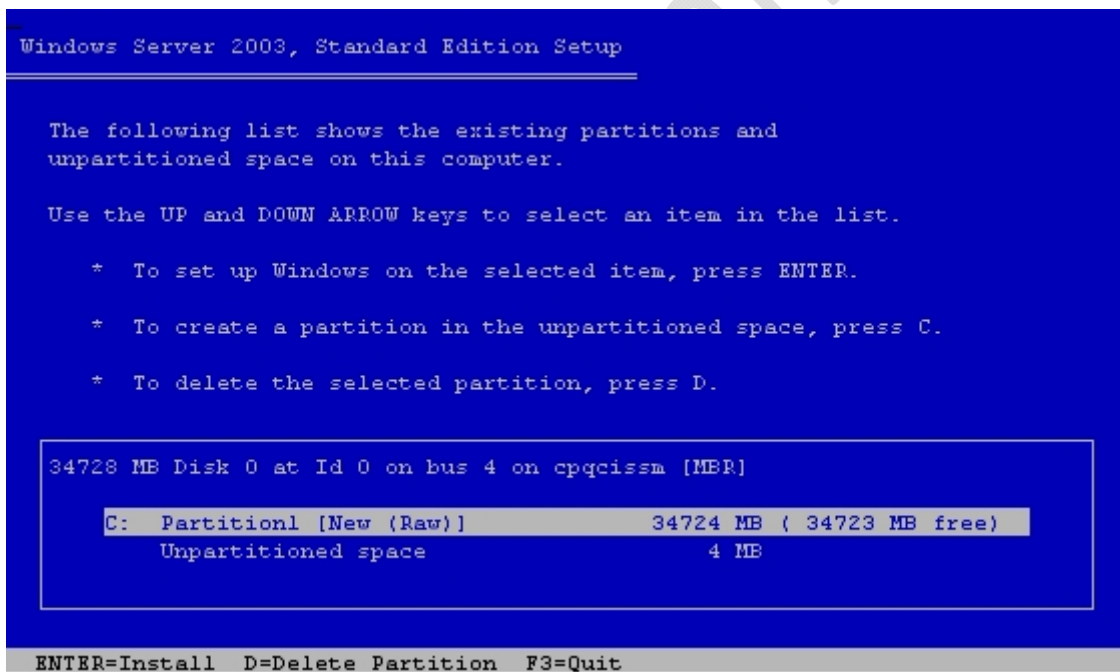 Windows Server 2003, Standard Edition Setup
The following list shows the existing partitions and
unpartitioned space on this computer.
Use the UP and DOWN ARROW keys to select an item in the list.
* To set up Windows on the selected item, press ENTER.
* To create a partition in the unpartitioned space, press C.
* To delete the selected partition, press D.
34728 MB Disk 0 at Id 0 on bus 4 on cpqcissm [MBR]
C: Partition1 [New (Raw)] 34724 MB ( 34723 MB free)
Unpartitioned space 4 MB
ENTER=Install D=Delete Partition F3=Quit